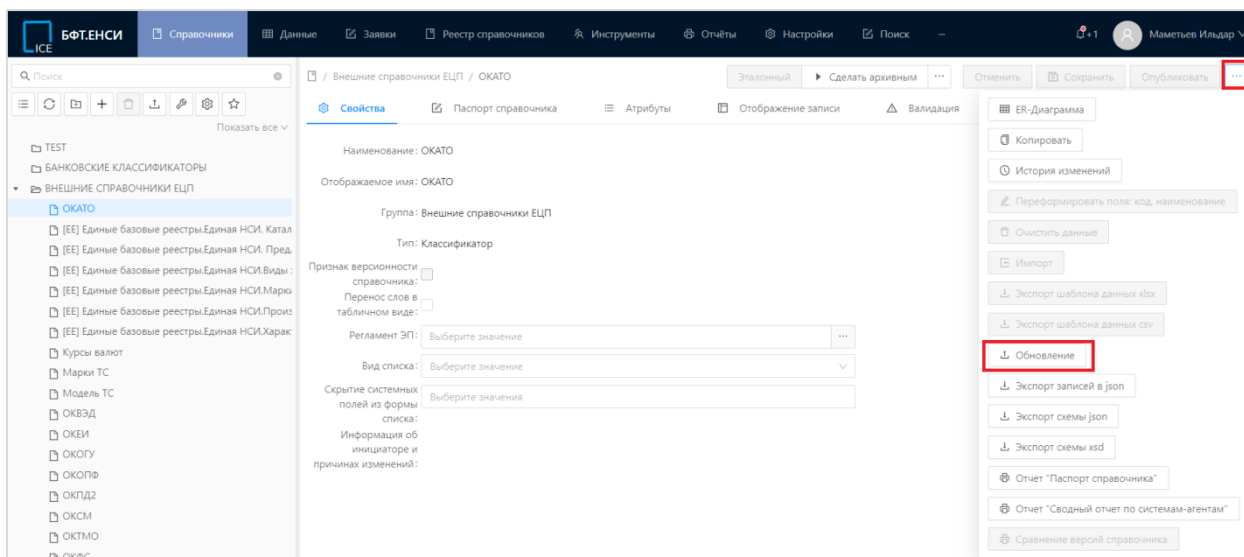 ICE
БФТ.ЕНСИ
Справочники
Данные
Заявки
Реестр справочников
Инструменты
Отчёты
Настройки
Поиск
···
+1
Маметьев Ильдар
Поиск
Показать все
TEST
БАНКОВСКИЕ КЛАССИФИКАТОРЫ
ВНЕШНИЕ СПРАВОЧНИКИ ЕЦП
ОКАТО
[ЕЕ] Единые базовые реестры.Единая НСИ. Катал
[ЕЕ] Единые базовые реестры.Единая НСИ. Пред.
[ЕЕ] Единые базовые реестры.Единая НСИ.Виды
[ЕЕ] Единые базовые реестры.Единая НСИ.Марки
[ЕЕ] Единые базовые реестры.Единая НСИ.Произ
[ЕЕ] Единые базовые реестры.Единая НСИ.Харак
Курсы валют
Марки ТС
Модель ТС
ОКВЭД
ОКЕИ
ОКОГУ
ОКОПФ
ОКПД2
ОКСМ
ОКТМО
ОКФС
/ Внешние справочники ЕЦП / ОКАТО
Эталонный
Сделать архивным
···
Отменить
Сохранить
Опубликовать
···
Свойства
Паспорт справочника
Атрибуты
Отображение записи
Валидация
Наименование: ОКАТО
Отображаемое имя: ОКАТО
Группа: Внешние справочники ЕЦП
Тип: Классификатор
Признак версионности
справочника:
Перенос слов в
табличном виде:
Регламент ЭП: Выберите значение ···
Вид списка: Выберите значение
Скрытие системных
полей из формы
списка:
Выберите значения
Информация об
инициаторе и
причинах изменений:
ER-Диаграмма
Копировать
История изменений
Переформировать поля: код, наименование
Очистить данные
Импорт
Экспорт шаблона данных xlsx
Экспорт шаблона данных csv
Обновление
Экспорт записей в json
Экспорт схемы json
Экспорт схемы xsd
Отчет "Паспорт справочника"
Отчет "Сводный отчет по системам-агентам"
Сравнение версий справочника